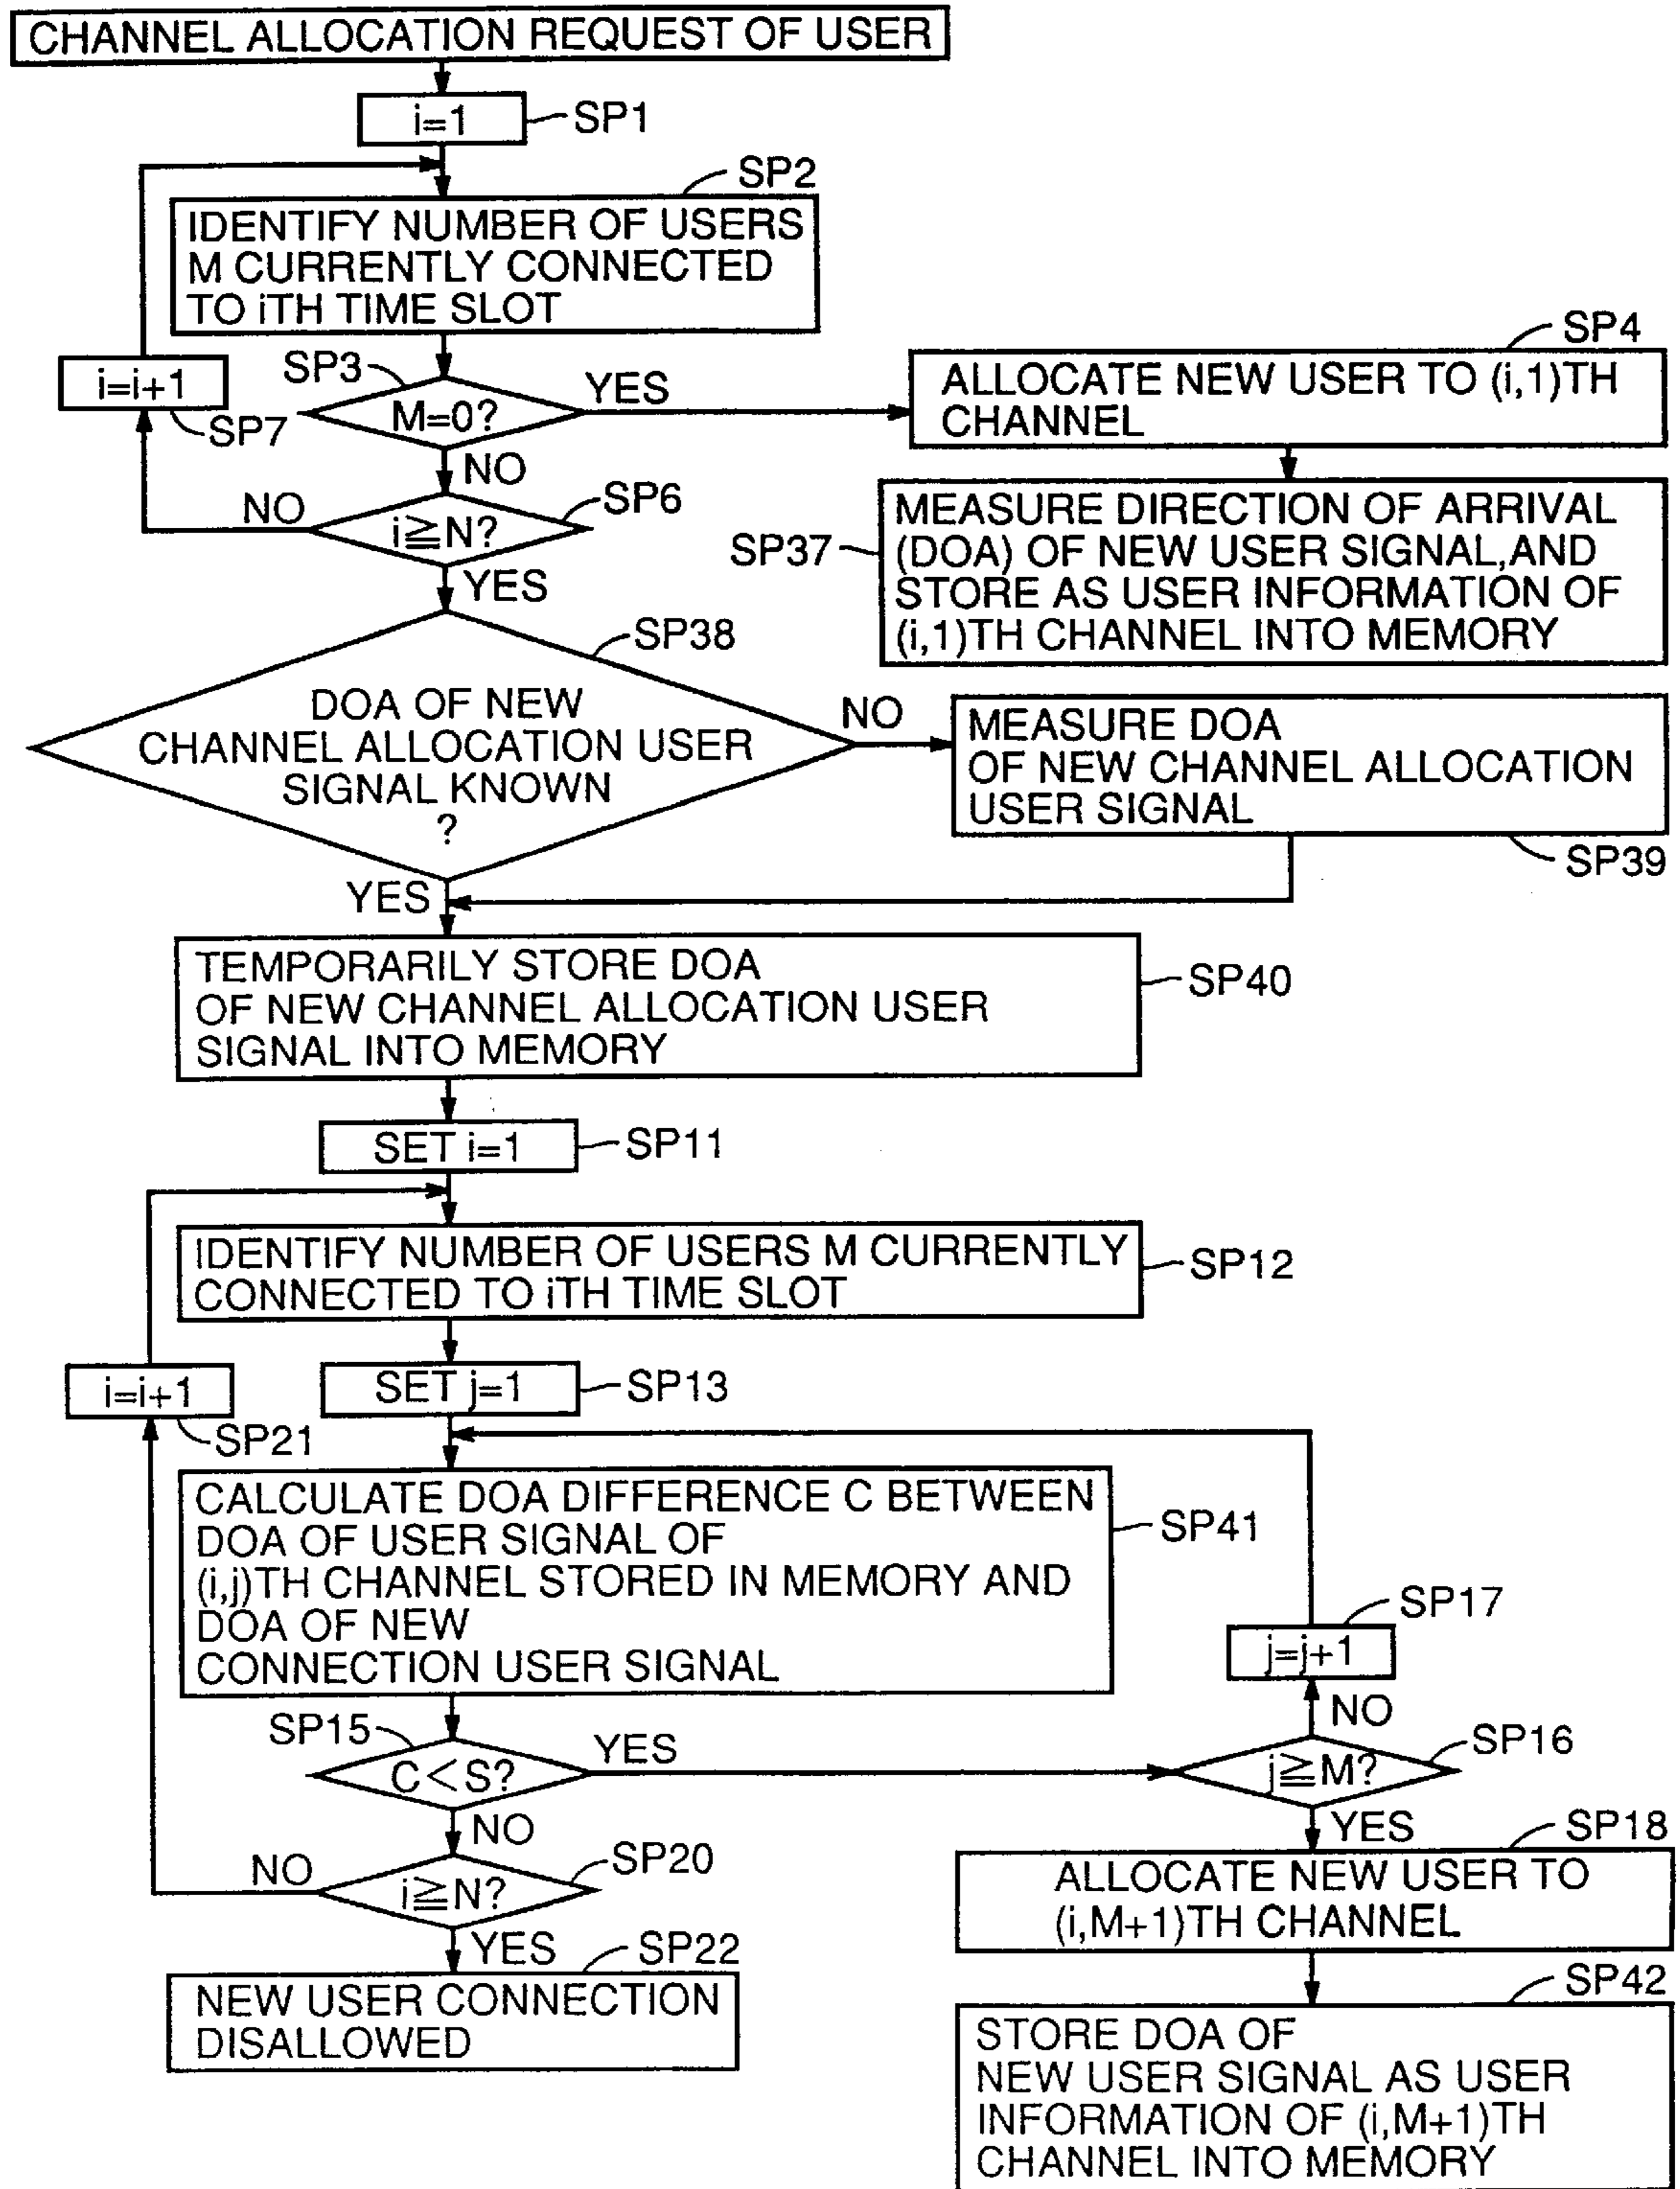 CHANNEL ALLOCATION REQUEST OF USER
i=1
SP1
SP2
IDENTIFY NUMBER OF USERS
M CURRENTLY CONNECTED
TO iTH TIME SLOT
SP3
M=0?
YES
NO
i=i+1
SP7
SP4
ALLOCATE NEW USER TO (i,1)TH
CHANNEL
SP6
i≧N?
NO
YES
SP37
MEASURE DIRECTION OF ARRIVAL
(DOA) OF NEW USER SIGNAL,AND
STORE AS USER INFORMATION OF
(i,1)TH CHANNEL INTO MEMORY
SP38
DOA OF NEW
CHANNEL ALLOCATION USER
SIGNAL KNOWN
?
NO
YES
MEASURE DOA
OF NEW CHANNEL ALLOCATION
USER SIGNAL
SP39
TEMPORARILY STORE DOA
OF NEW CHANNEL ALLOCATION USER
SIGNAL INTO MEMORY
SP40
SET i=1
SP11
IDENTIFY NUMBER OF USERS M CURRENTLY
CONNECTED TO iTH TIME SLOT
SP12
i=i+1
SP21
SET j=1
SP13
CALCULATE DOA DIFFERENCE C BETWEEN
DOA OF USER SIGNAL OF
(i,j)TH CHANNEL STORED IN MEMORY AND
DOA OF NEW
CONNECTION USER SIGNAL
SP41
SP17
j=j+1
NO
SP15
C<S?
YES
NO
SP16
j≧M?
YES
SP20
i≧N?
NO
YES
SP18
ALLOCATE NEW USER TO
(i,M+1)TH CHANNEL
SP22
NEW USER CONNECTION
DISALLOWED
SP42
STORE DOA OF
NEW USER SIGNAL AS USER
INFORMATION OF (i,M+1)TH
CHANNEL INTO MEMORY